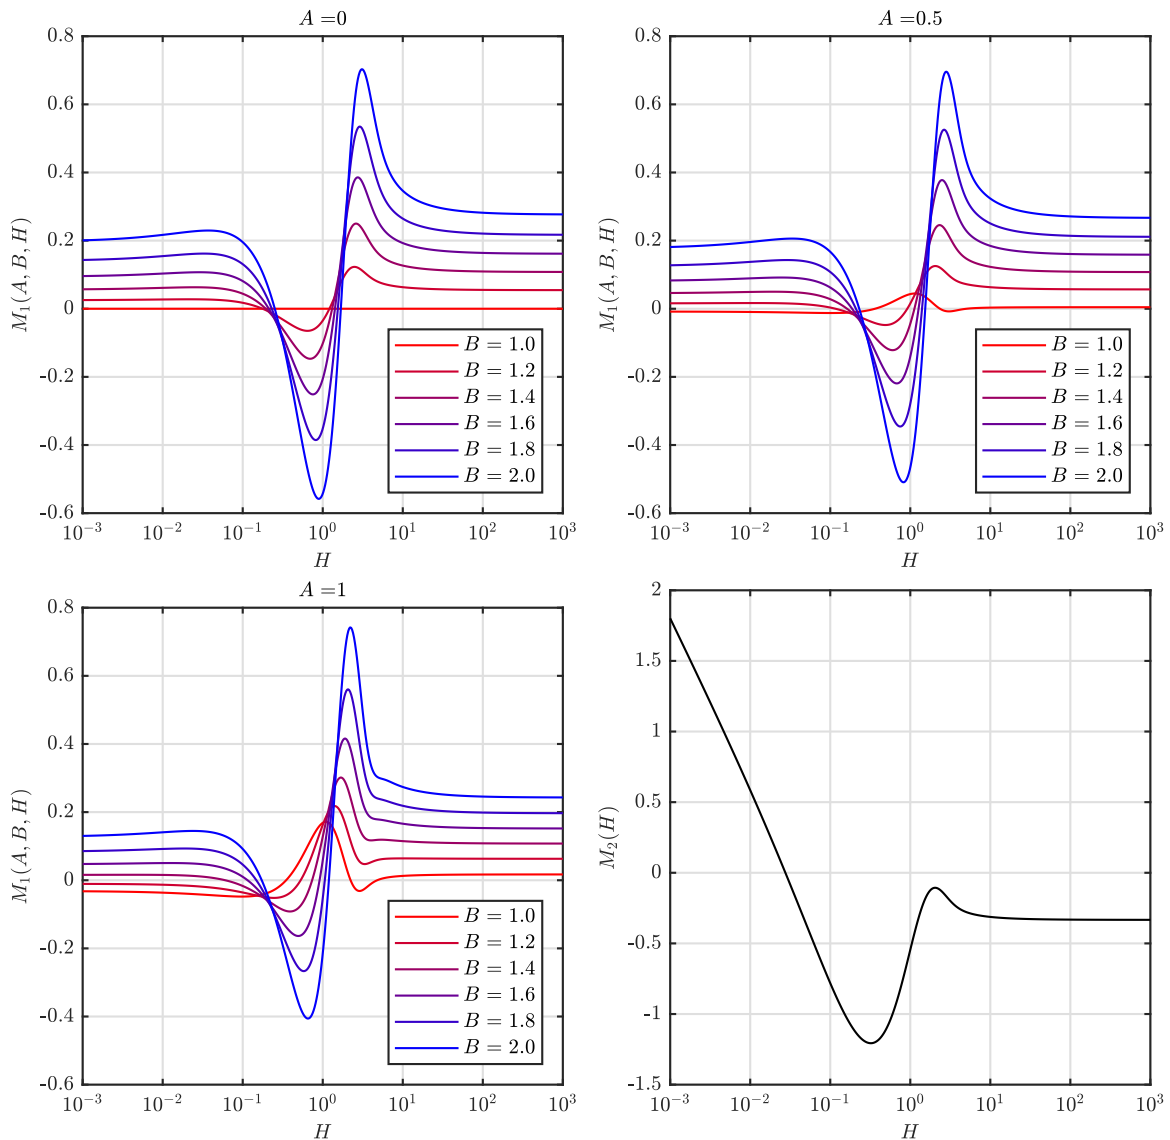 A =0
0.8
0.6
0.4
0.2
0
-0.2
-0.4
-0.6
M₁(A, B, H)
B = 1.0
B = 1.2
B = 1.4
B = 1.6
B = 1.8
B = 2.0
10⁻³ 10⁻² 10⁻¹ 10⁰ 10¹ 10² 10³
H
A =0.5
0.8
0.6
0.4
0.2
0
-0.2
-0.4
-0.6
M₁(A, B, H)
B = 1.0
B = 1.2
B = 1.4
B = 1.6
B = 1.8
B = 2.0
10⁻³ 10⁻² 10⁻¹ 10⁰ 10¹ 10² 10³
H
A =1
0.8
0.6
0.4
0.2
0
-0.2
-0.4
-0.6
M₁(A, B, H)
B = 1.0
B = 1.2
B = 1.4
B = 1.6
B = 1.8
B = 2.0
10⁻³ 10⁻² 10⁻¹ 10⁰ 10¹ 10² 10³
H
2
1.5
1
0.5
0
-0.5
-1
-1.5
M₂(H)
10⁻³ 10⁻² 10⁻¹ 10⁰ 10¹ 10² 10³
H